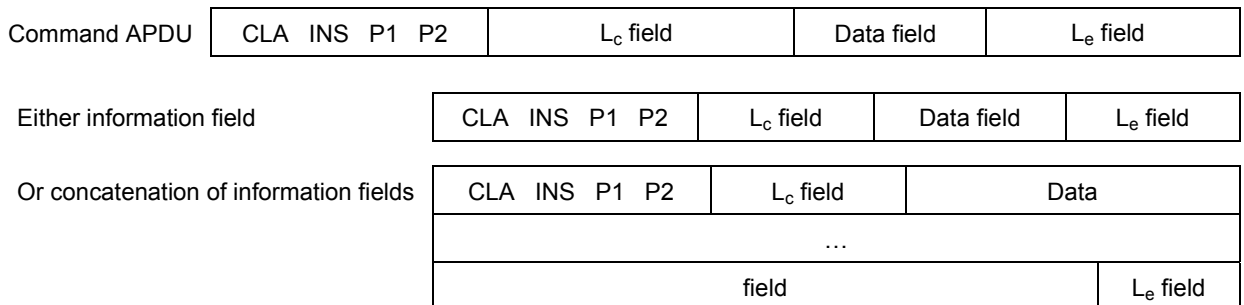 Command APDU CLA INS P1 P2 Lc field Data field Le field
Either information field CLA INS P1 P2 Lc field Data field Le field
Or concatenation of information fields CLA INS P1 P2 Lc field Data
…
field Le field